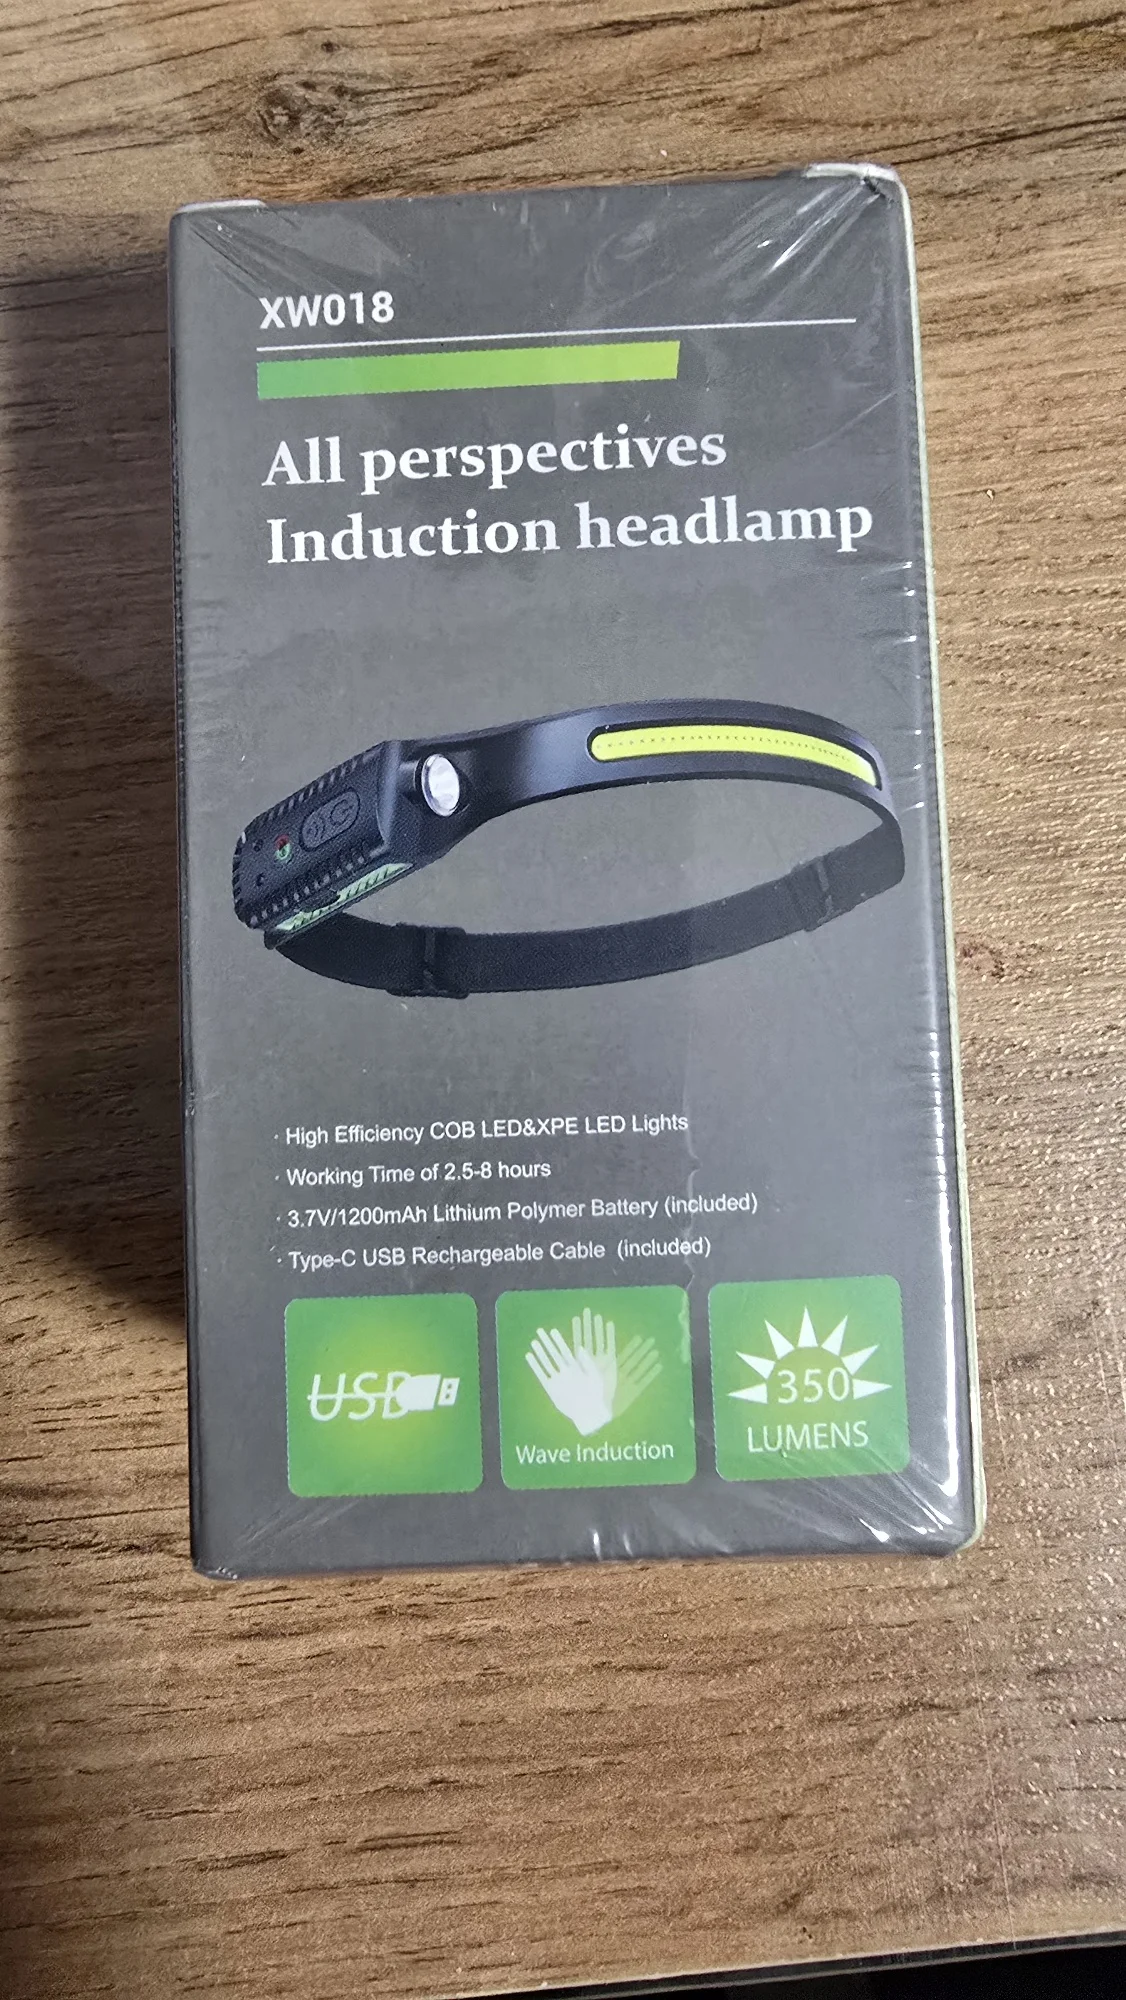 XW018
All perspectives
Induction headlamp
· High Efficiency COB LED&XPE LED Lights
· Working Time of 2.5-8 hours
· 3.7V/1200mAh Lithium Polymer Battery (included)
· Type-C USB Rechargeable Cable (included)
USB
Wave Induction
350
LUMENS